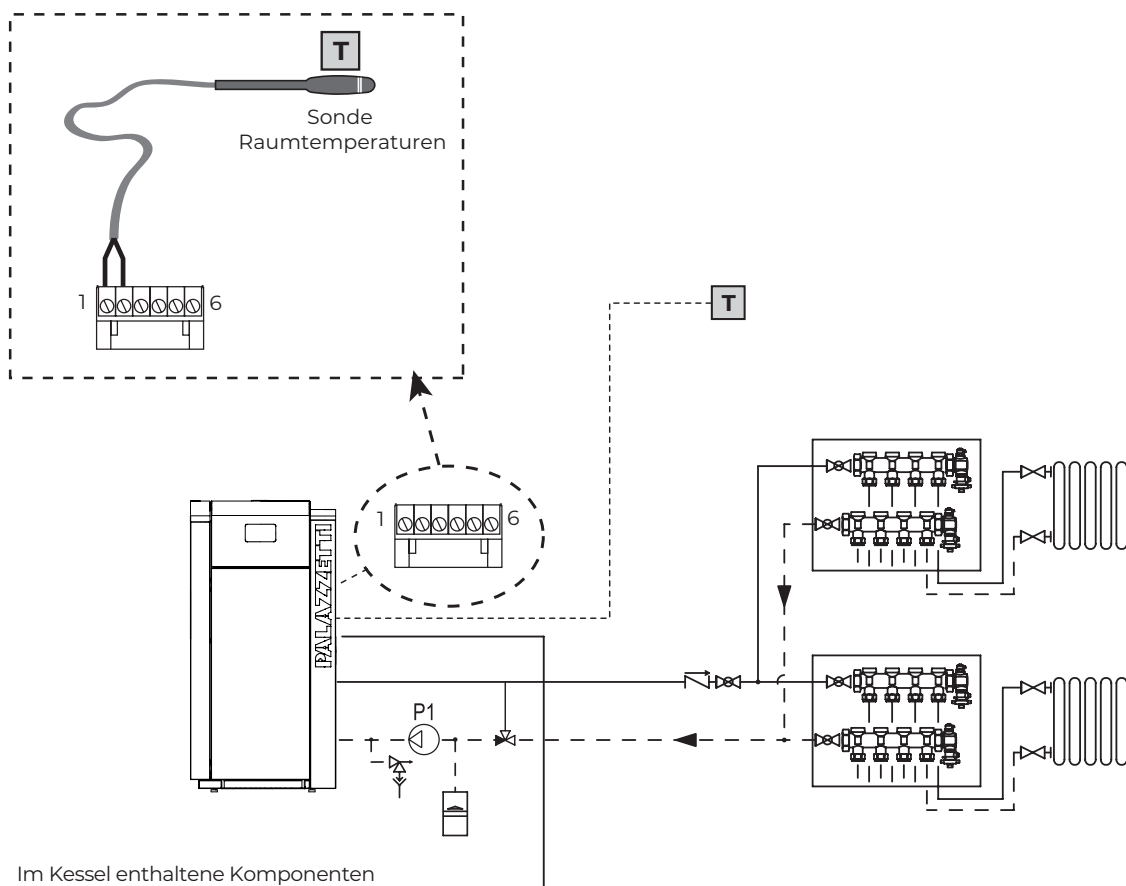 T
Sonde
Raumtemperaturen
1 6
T
1 6
PALAZZETTI
P1
Im Kessel enthaltene Komponenten